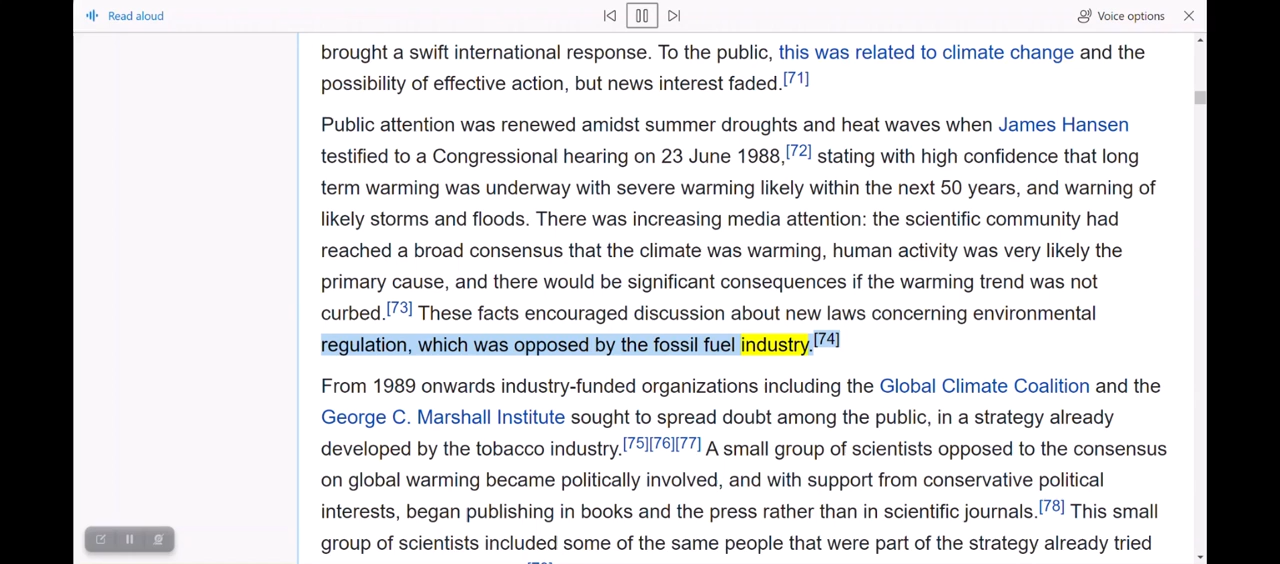 Read aloud
Voice options
brought a swift international response. To the public, this was related to climate change and the
possibility of effective action, but news interest faded.[71]
Public attention was renewed amidst summer droughts and heat waves when James Hansen
testified to a Congressional hearing on 23 June 1988,[72] stating with high confidence that long
term warming was underway with severe warming likely within the next 50 years, and warning of
likely storms and floods. There was increasing media attention: the scientific community had
reached a broad consensus that the climate was warming, human activity was very likely the
primary cause, and there would be significant consequences if the warming trend was not
curbed.[73] These facts encouraged discussion about new laws concerning environmental
regulation, which was opposed by the fossil fuel industry.[74]
From 1989 onwards industry-funded organizations including the Global Climate Coalition and the
George C. Marshall Institute sought to spread doubt among the public, in a strategy already
developed by the tobacco industry.[75][76][77] A small group of scientists opposed to the consensus
on global warming became politically involved, and with support from conservative political
interests, began publishing in books and the press rather than in scientific journals.[78] This small
group of scientists included some of the same people that were part of the strategy already tried